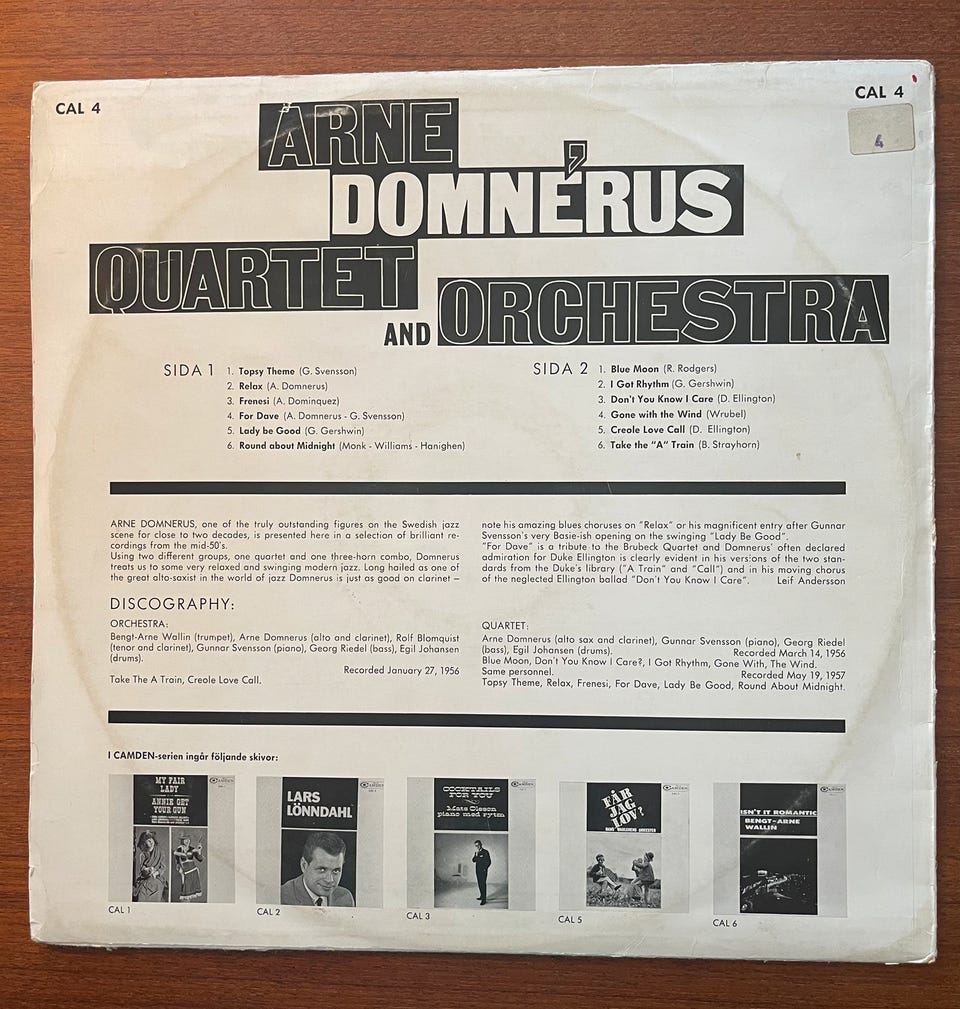 CAL 4
CAL 4
4
ARNE
DOMNÉRUS
QUARTET
AND ORCHESTRA
SIDA 1
1. Topsy Theme (G. Svensson)
2. Relax (A. Domnerus)
3. Frenesi (A. Dominquez)
4. For Dave (A. Domnerus - G. Svensson)
5. Lady be Good (G. Gershwin)
6. Round about Midnight (Monk - Williams - Hanighen)
SIDA 2
1. Blue Moon (R. Rodgers)
2. I Got Rhythm (G. Gershwin)
3. Don't You Know I Care (D. Ellington)
4. Gone with the Wind (Wrubel)
5. Creole Love Call (D. Ellington)
6. Take the "A" Train (B. Strayhorn)
ARNE DOMNERUS, one of the truly outstanding figures on the Swedish jazz
scene for close to two decades, is presented here in a selection of brilliant re-
cordings from the mid-50's.
Using two different groups, one quartet and one three-horn combo, Domnerus
treats us to some very relaxed and swinging modern jazz. Long hailed as one of
the great alto-saxist in the world of jazz Domnerus is just as good on clarinet –
note his amazing blues choruses on "Relax" or his magnificent entry after Gunnar
Svensson's very Basie-ish opening on the swinging "Lady Be Good".
"For Dave" is a tribute to the Brubeck Quartet and Domnerus' often declared
admiration for Duke Ellington is clearly evident in his versions of the two stan-
dards from the Duke's library ("A Train" and "Call") and in his moving chorus
of the neglected Ellington ballad "Don't You Know I Care". Leif Andersson
DISCOGRAPHY:
ORCHESTRA:
Bengt-Arne Wallin (trumpet), Arne Domnerus (alto and clarinet), Rolf Blomquist
(tenor and clarinet), Gunnar Svensson (piano), Georg Riedel (bass), Egil Johansen
(drums).
Recorded January 27, 1956
Take The A Train, Creole Love Call.
QUARTET:
Arne Domnerus (alto sax and clarinet), Gunnar Svensson (piano), Georg Riedel
(bass), Egil Johansen (drums). Recorded March 14, 1956
Blue Moon, Don't You Know I Care?, I Got Rhythm, Gone With, The Wind.
Same personnel. Recorded May 19, 1957
Topsy Theme, Relax, Frenesi, For Dave, Lady Be Good, Round About Midnight.
I CAMDEN-serien ingår följande skivor:
MY FAIR
LADY
ANNIE GET
YOUR GUN
CAMDEN
CAL 1
LARS
LÖNNDAHL
CAMDEN
CAL 2
COCKTAILS
FOR YOU
Mats Olsson
piano med rytm
CAMDEN
CAL 3
FÅR
JAG
LOV?
CAMDEN
CAL 5
ISN'T IT ROMANTIC
BENGT-ARNE
WALLIN
CAMDEN
CAL 6